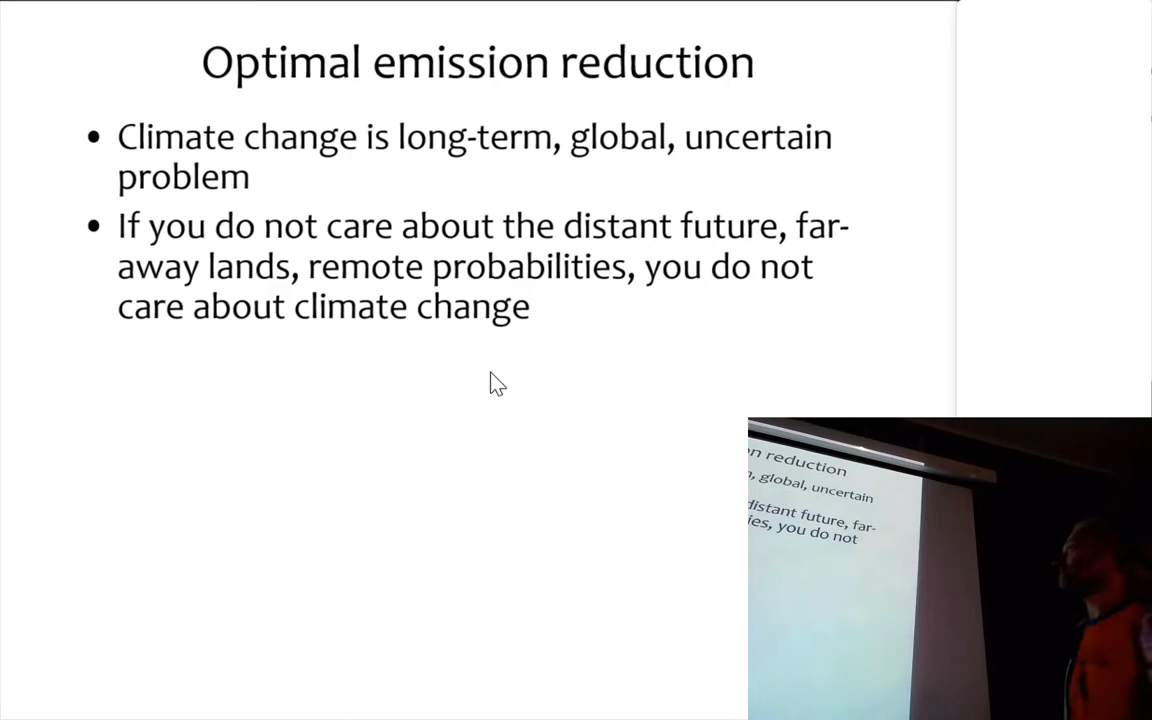 Optimal emission reduction
• Climate change is long-term, global, uncertain
problem
• If you do not care about the distant future, far-
away lands, remote probabilities, you do not
care about climate change
on reduction
, global, uncertain
distant future, far-
ies, you do not